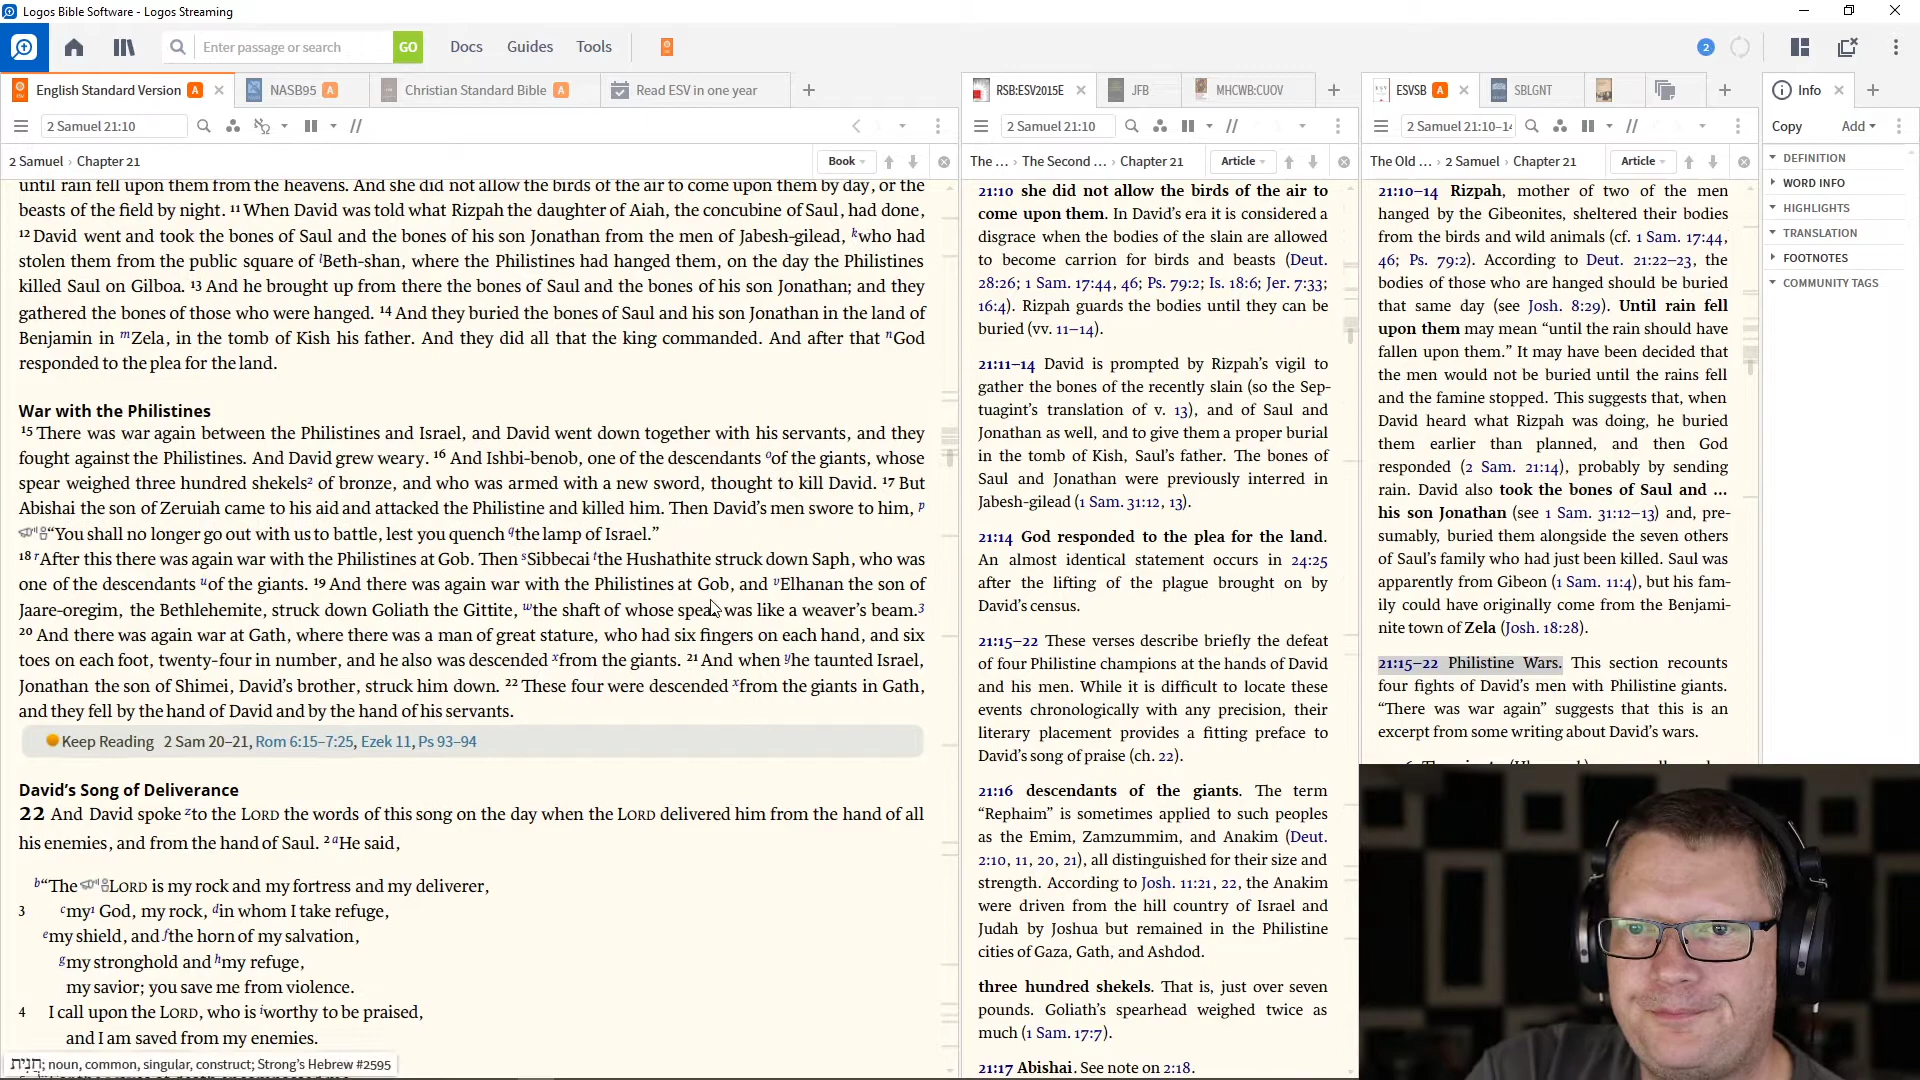 Logos Bible Software - Logos Streaming
Enter passage or search
GO
Docs
Guides
Tools
2
English Standard Version A
NASB95 A
Christian Standard Bible A
Read ESV in one year
2 Samuel 21:10
2 Samuel › Chapter 21
Book
until rain fell upon them from the heavens. And she did not allow the birds of the air to come upon them by day, or the
beasts of the field by night. 11 When David was told what Rizpah the daughter of Aiah, the concubine of Saul, had done,
12 David went and took the bones of Saul and the bones of his son Jonathan from the men of Jabesh-gilead, k who had
stolen them from the public square of l Beth-shan, where the Philistines had hanged them, on the day the Philistines
killed Saul on Gilboa. 13 And he brought up from there the bones of Saul and the bones of his son Jonathan; and they
gathered the bones of those who were hanged. 14 And they buried the bones of Saul and his son Jonathan in the land of
Benjamin in m Zela, in the tomb of Kish his father. And they did all that the king commanded. And after that n God
responded to the plea for the land.
War with the Philistines
15 There was war again between the Philistines and Israel, and David went down together with his servants, and they
fought against the Philistines. And David grew weary. 16 And Ishbi-benob, one of the descendants o of the giants, whose
spear weighed three hundred shekels2 of bronze, and who was armed with a new sword, thought to kill David. 17 But
Abishai the son of Zeruiah came to his aid and attacked the Philistine and killed him. Then David’s men swore to him, p
“You shall no longer go out with us to battle, lest you quench q the lamp of Israel.”
18 r After this there was again war with the Philistines at Gob. Then s Sibbecai t the Hushathite struck down Saph, who was
one of the descendants u of the giants. 19 And there was again war with the Philistines at Gob, and v Elhanan the son of
Jaare-oregim, the Bethlehemite, struck down Goliath the Gittite, w the shaft of whose spear was like a weaver’s beam.3
20 And there was again war at Gath, where there was a man of great stature, who had six fingers on each hand, and six
toes on each foot, twenty-four in number, and he also was descended x from the giants. 21 And when y he taunted Israel,
Jonathan the son of Shimei, David’s brother, struck him down. 22 These four were descended x from the giants in Gath,
and they fell by the hand of David and by the hand of his servants.
Keep Reading 2 Sam 20–21, Rom 6:15–7:25, Ezek 11, Ps 93–94
David’s Song of Deliverance
22 And David spoke z to the LORD the words of this song on the day when the LORD delivered him from the hand of all
his enemies, and from the hand of Saul. 2 a He said,
b “The LORD is my rock and my fortress and my deliverer,
3 c my1 God, my rock, d in whom I take refuge,
e my shield, and f the horn of my salvation,
g my stronghold and h my refuge,
my savior; you save me from violence.
4 I call upon the LORD, who is i worthy to be praised,
and I am saved from my enemies.
חֲנִית; noun, common, singular, construct; Strong’s Hebrew #2595
RSB:ESV2015E
JFB
MHCWB:CUOV
2 Samuel 21:10
The ... › The Second ... › Chapter 21
Article
21:10 she did not allow the birds of the air to
come upon them. In David’s era it is considered a
disgrace when the bodies of the slain are allowed
to become carrion for birds and beasts (Deut.
28:26; 1 Sam. 17:44, 46; Ps. 79:2; Is. 18:6; Jer. 7:33;
16:4). Rizpah guards the bodies until they can be
buried (vv. 11–14).
21:11–14 David is prompted by Rizpah’s vigil to
gather the bones of the recently slain (so the Sep-
tuagint’s translation of v. 13), and of Saul and
Jonathan as well, and to give them a proper burial
in the tomb of Kish, Saul’s father. The bones of
Saul and Jonathan were previously interred in
Jabesh-gilead (1 Sam. 31:12, 13).
21:14 God responded to the plea for the land.
An almost identical statement occurs in 24:25
after the lifting of the plague brought on by
David’s census.
21:15–22 These verses describe briefly the defeat
of four Philistine champions at the hands of David
and his men. While it is difficult to locate these
events chronologically with any precision, their
literary placement provides a fitting preface to
David’s song of praise (ch. 22).
21:16 descendants of the giants. The term
“Rephaim” is sometimes applied to such peoples
as the Emim, Zamzummim, and Anakim (Deut.
2:10, 11, 20, 21), all distinguished for their size and
strength. According to Josh. 11:21, 22, the Anakim
were driven from the hill country of Israel and
Judah by Joshua but remained in the Philistine
cities of Gaza, Gath, and Ashdod.
three hundred shekels. That is, just over seven
pounds. Goliath’s spearhead weighed twice as
much (1 Sam. 17:7).
21:17 Abishai. See note on 2:18.
ESVSB A
SBLGNT
2 Samuel 21:10–14
The Old ... › 2 Samuel › Chapter 21
Article
21:10–14 Rizpah, mother of two of the men
hanged by the Gibeonites, sheltered their bodies
from the birds and wild animals (cf. 1 Sam. 17:44,
46; Ps. 79:2). According to Deut. 21:22–23, the
bodies of those who are hanged should be buried
that same day (see Josh. 8:29). Until rain fell
upon them may mean “until the rain should have
fallen upon them.” It may have been decided that
the men would not be buried until the rains fell
and the famine stopped. This suggests that, when
David heard what Rizpah was doing, he buried
them earlier than planned, and then God
responded (2 Sam. 21:14), probably by sending
rain. David also took the bones of Saul and ...
his son Jonathan (see 1 Sam. 31:12–13) and, pre-
sumably, buried them alongside the seven others
of Saul’s family who had just been killed. Saul was
apparently from Gibeon (1 Sam. 11:4), but his fam-
ily could have originally come from the Benjami-
nite town of Zela (Josh. 18:28).
21:15–22 Philistine Wars. This section recounts
four fights of David’s men with Philistine giants.
“There was war again” suggests that this is an
excerpt from some writing about David’s wars.
Info
Copy
Add
DEFINITION
WORD INFO
HIGHLIGHTS
TRANSLATION
FOOTNOTES
COMMUNITY TAGS